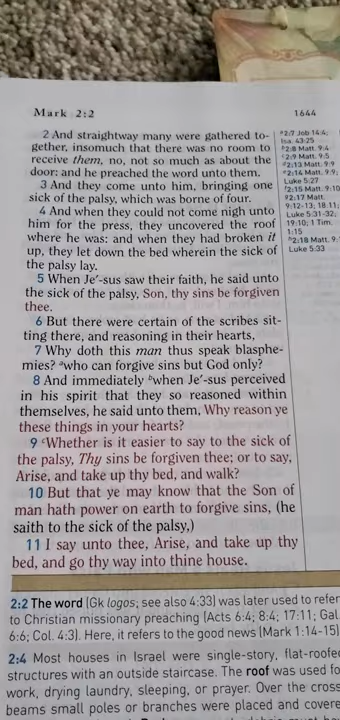 Mark 2:2
1644
2 And straightway many were gathered to-
gether, insomuch that there was no room to
receive them, no, not so much as about the
door: and he preached the word unto them.
3 And they come unto him, bringing one
sick of the palsy, which was borne of four.
4 And when they could not come nigh unto
him for the press, they uncovered the roof
where he was: and when they had broken it
up, they let down the bed wherein the sick of
the palsy lay.
5 When Je′-sus saw their faith, he said unto
the sick of the palsy, Son, thy sins be forgiven
thee.
6 But there were certain of the scribes sit-
ting there, and reasoning in their hearts,
7 Why doth this man thus speak blasphe-
mies? ᵃwho can forgive sins but God only?
8 And immediately ᵇwhen Je′-sus perceived
in his spirit that they so reasoned within
themselves, he said unto them, Why reason ye
these things in your hearts?
9 ᶜWhether is it easier to say to the sick of
the palsy, Thy sins be forgiven thee; or to say,
Arise, and take up thy bed, and walk?
10 But that ye may know that the Son of
man hath power on earth to forgive sins, (he
saith to the sick of the palsy,)
11 I say unto thee, Arise, and take up thy
bed, and go thy way into thine house.
ᵃ2:7 Job 14:4;
Isa. 43:25
ᵇ2:8 Matt. 9:4
ᶜ2:9 Matt. 9:5
ᵈ2:13 Matt. 9:9
ᵉ2:14 Matt. 9:9;
Luke 5:27
ᶠ2:15 Matt. 9:10
ᵍ2:17 Matt.
9:12-13; 18:11;
Luke 5:31-32;
19:10; 1 Tim.
1:15
ʰ2:18 Matt. 9:
Luke 5:33
2:2 The word (Gk logos; see also 4:33) was later used to refer
to Christian missionary preaching (Acts 6:4; 8:4; 17:11; Gal.
6:6; Col. 4:3). Here, it refers to the good news (Mark 1:14-15)
2:4 Most houses in Israel were single-story, flat-roofe
structures with an outside staircase. The roof was used fo
work, drying laundry, sleeping, or prayer. Over the cross
beams small poles or branches were placed and covere